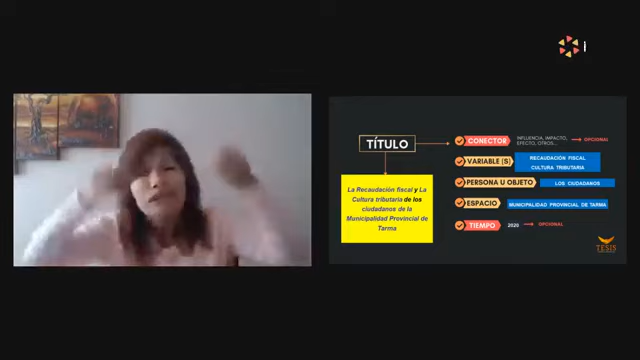 i
TÍTULO
La Recaudación fiscal y La
Cultura tributaria de los
ciudadanos de la
Municipalidad Provincial de
Tarma
CONECTOR
INFLUENCIA, IMPACTO,
EFECTO, OTROS...
OPCIONAL
VARIABLE (S)
RECAUDACIÓN FISCAL
CULTURA TRIBUTARIA
PERSONA U OBJETO
LOS CIUDADANOS
ESPACIO
MUNICIPALIDAD PROVINCIAL DE TARMA
TIEMPO
2020
OPCIONAL
TESIS